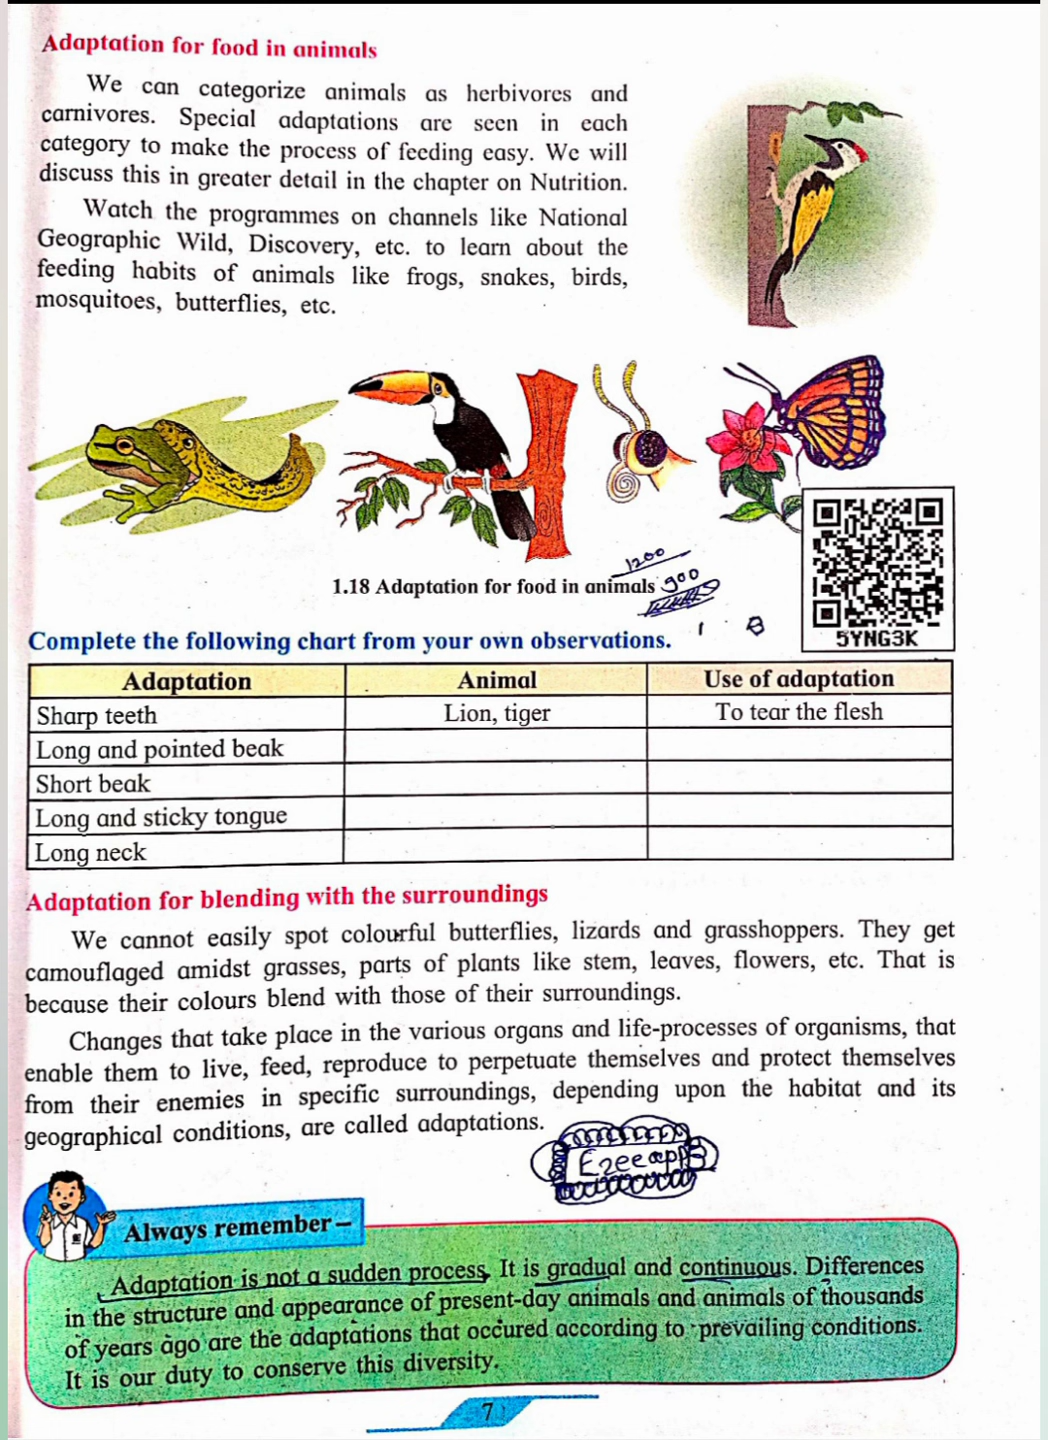 Adaptation for food in animals
We can categorize animals as herbivores and
carnivores. Special adaptations are seen in each
category to make the process of feeding easy. We will
discuss this in greater detail in the chapter on Nutrition.
Watch the programmes on channels like National
Geographic Wild, Discovery, etc. to learn about the
feeding habits of animals like frogs, snakes, birds,
mosquitoes, butterflies, etc.
1200
1.18 Adaptation for food in animals 900
5YNG3K
Complete the following chart from your own observations.
Adaptation Animal Use of adaptation
Sharp teeth Lion, tiger To tear the flesh
Long and pointed beak
Short beak
Long and sticky tongue
Long neck
Adaptation for blending with the surroundings
We cannot easily spot colourful butterflies, lizards and grasshoppers. They get
camouflaged amidst grasses, parts of plants like stem, leaves, flowers, etc. That is
because their colours blend with those of their surroundings.
Changes that take place in the various organs and life-processes of organisms, that
enable them to live, feed, reproduce to perpetuate themselves and protect themselves
from their enemies in specific surroundings, depending upon the habitat and its
geographical conditions, are called adaptations.
Always remember –
Adaptation is not a sudden process. It is gradual and continuous. Differences
in the structure and appearance of present-day animals and animals of thousands
of years ago are the adaptations that occured according to prevailing conditions.
It is our duty to conserve this diversity.
7